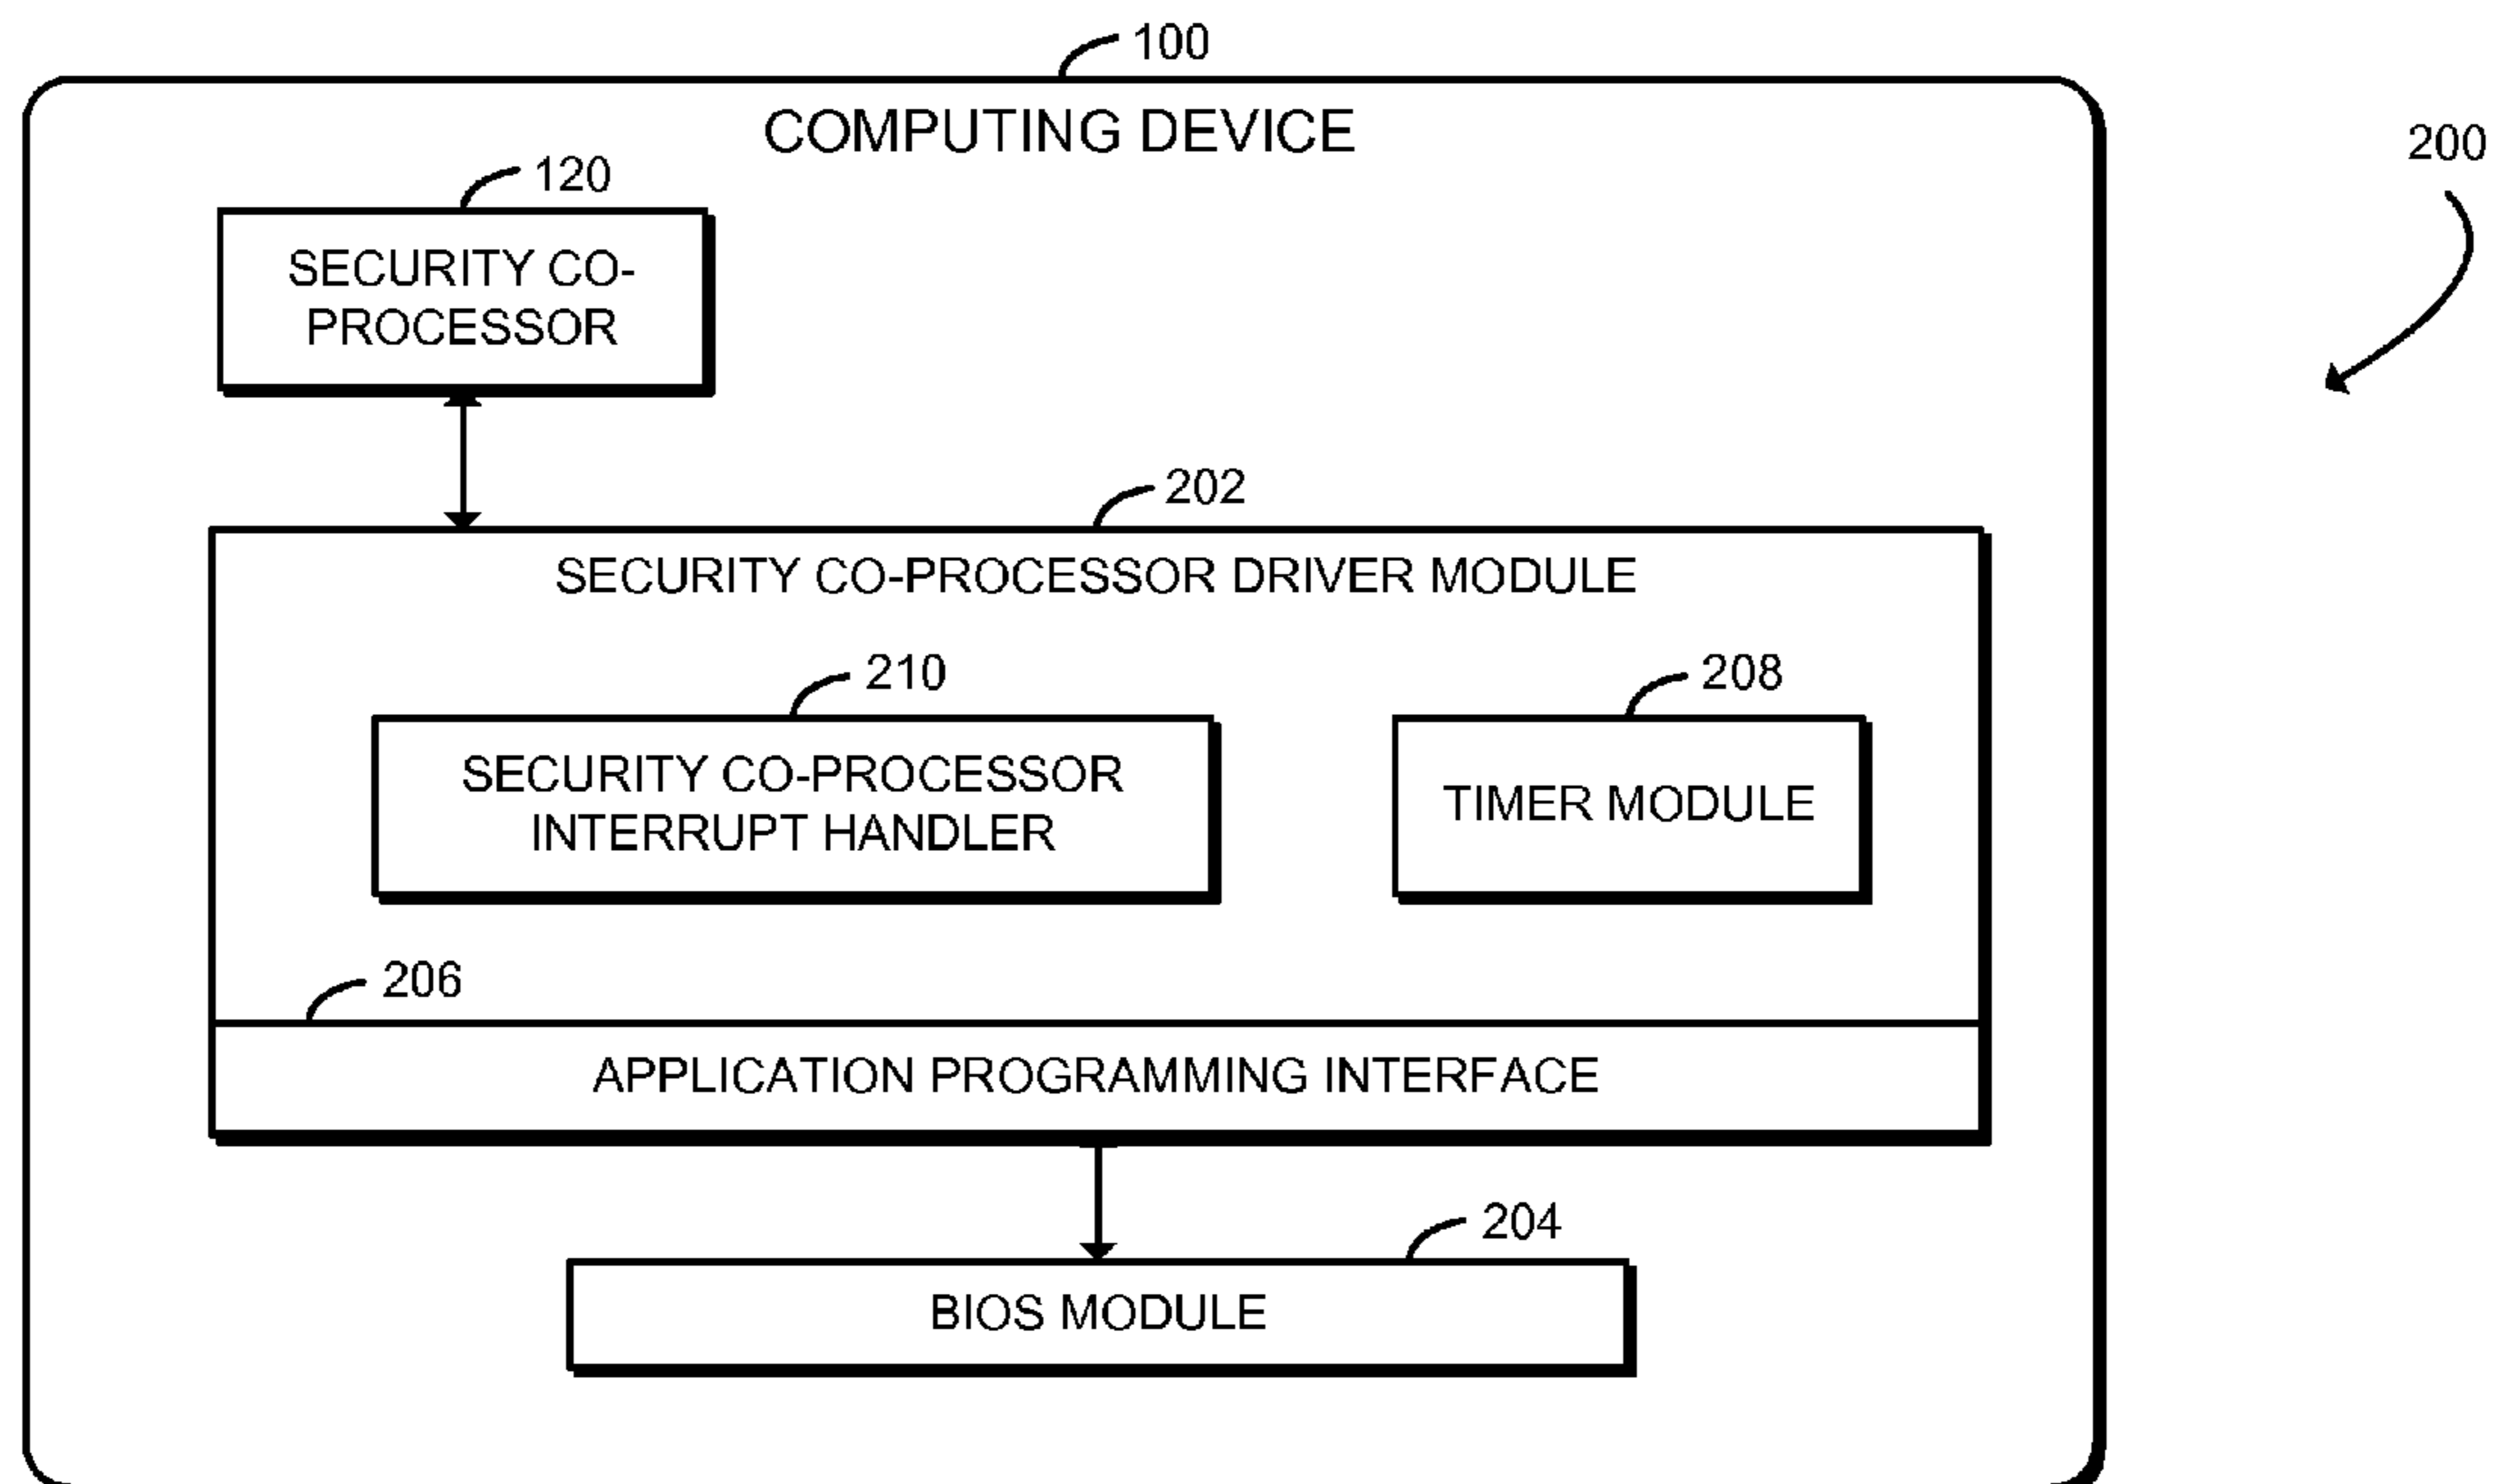 100
COMPUTING DEVICE
200
120
SECURITY CO-
PROCESSOR
202
SECURITY CO-PROCESSOR DRIVER MODULE
210
208
SECURITY CO-PROCESSOR
INTERRUPT HANDLER
TIMER MODULE
206
APPLICATION PROGRAMMING INTERFACE
204
BIOS MODULE